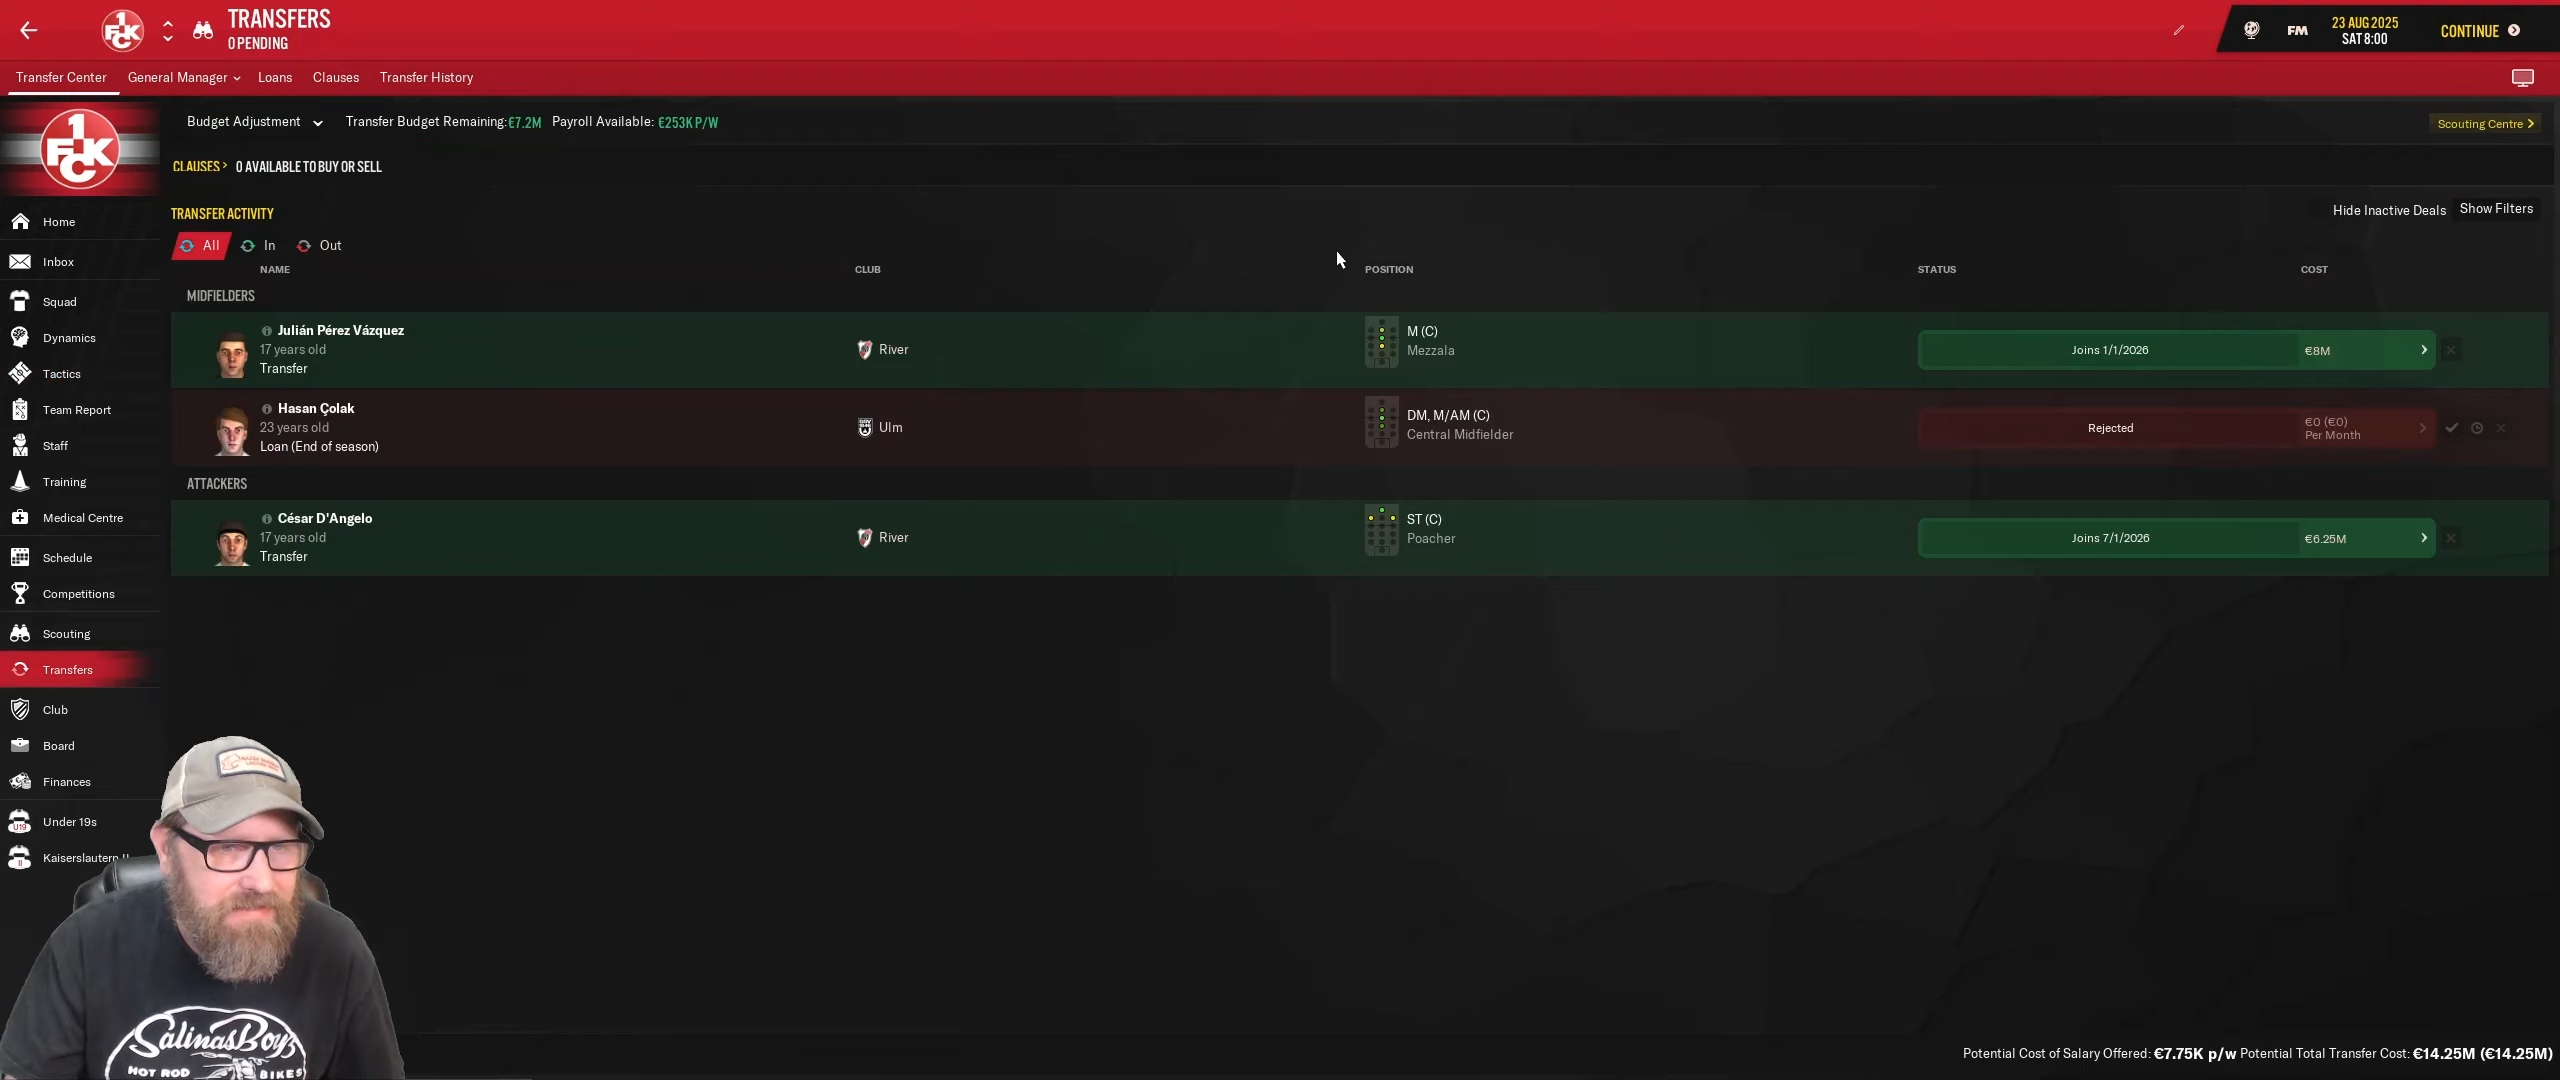 TRANSFERS
0 PENDING
FM
23 AUG 2025
SAT 8:00
CONTINUE
Transfer Center
General Manager
Loans
Clauses
Transfer History
Budget Adjustment
Transfer Budget Remaining: €7.2M
Payroll Available: €253K P/W
Scouting Centre
CLAUSES >
0 AVAILABLE TO BUY OR SELL
TRANSFER ACTIVITY
Hide Inactive Deals
Show Filters
All
In
Out
NAME
CLUB
POSITION
STATUS
COST
MIDFIELDERS
Julián Pérez Vázquez
17 years old
Transfer
River
M (C)
Mezzala
Joins 1/1/2026
€8M
Hasan Çolak
23 years old
Loan (End of season)
Ulm
DM, M/AM (C)
Central Midfielder
Rejected
€0 (€0)
Per Month
ATTACKERS
César D'Angelo
17 years old
Transfer
River
ST (C)
Poacher
Joins 7/1/2026
€6.25M
1
FCK
Home
Inbox
Squad
Dynamics
Tactics
Team Report
Staff
Training
Medical Centre
Schedule
Competitions
Scouting
Transfers
Club
Board
Finances
Under 19s
Kaiserslautern II
SalinasBoys
HOT ROD BIKES
Potential Cost of Salary Offered: €7.75K p/w Potential Total Transfer Cost: €14.25M (€14.25M)